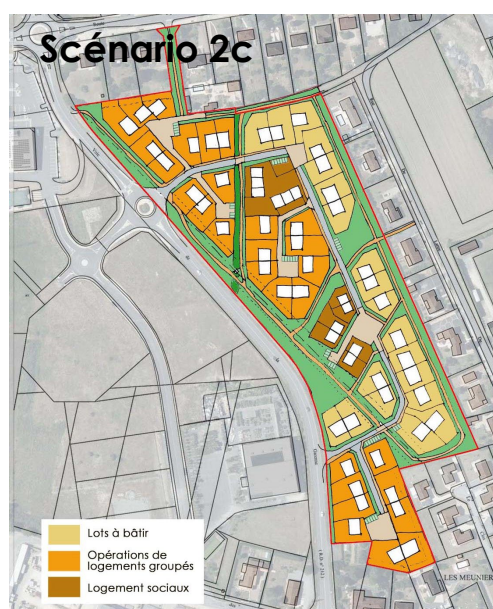 Scénario 2c
Lots à bâtir
Opérations de
logements groupés
Logement sociaux
LES MEUNIER